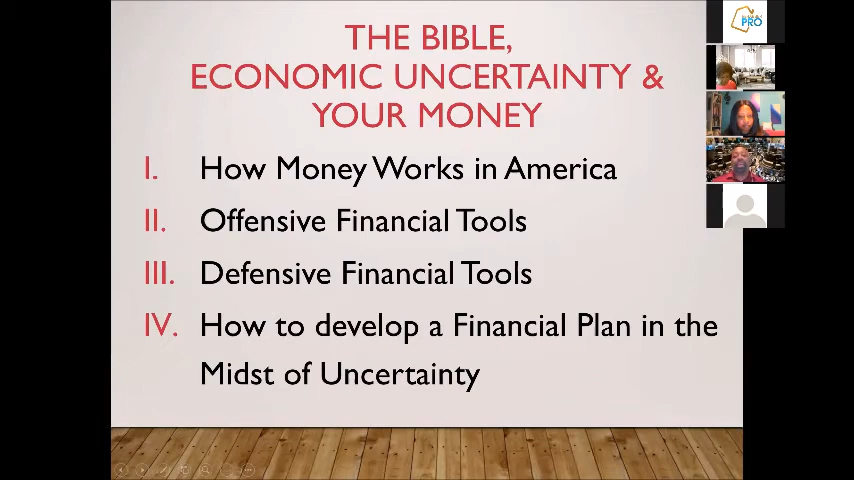 THE BIBLE,
ECONOMIC UNCERTAINTY &
YOUR MONEY
I. How Money Works in America
II. Offensive Financial Tools
III. Defensive Financial Tools
IV. How to develop a Financial Plan in the
Midst of Uncertainty
PRO